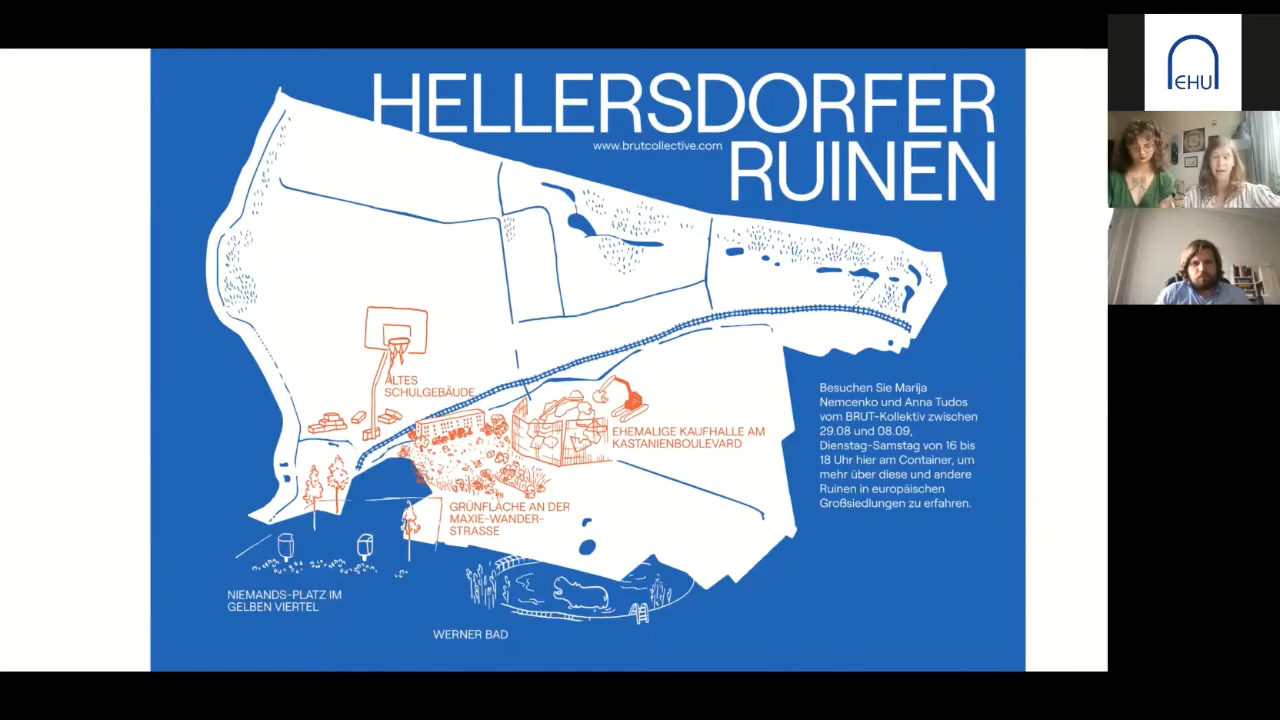 HELLERSDORFER
www.brutcollective.com
RUINEN
EHU
ALTES
SCHULGEBÄUDE
EHEMALIGE KAUFHALLE AM
KASTANIENBOULEVARD
Besuchen Sie Marija
Nemcenko und Anna Tudos
vom BRUT-Kollektiv zwischen
29.08 und 08.09,
Dienstag-Samstag von 16 bis
18 Uhr hier am Container, um
mehr über diese und andere
Ruinen in europäischen
Großsiedlungen zu erfahren.
GRÜNFLÄCHE AN DER
MAXIE-WANDER-
STRASSE
NIEMANDS-PLATZ IM
GELBEN VIERTEL
WERNER BAD